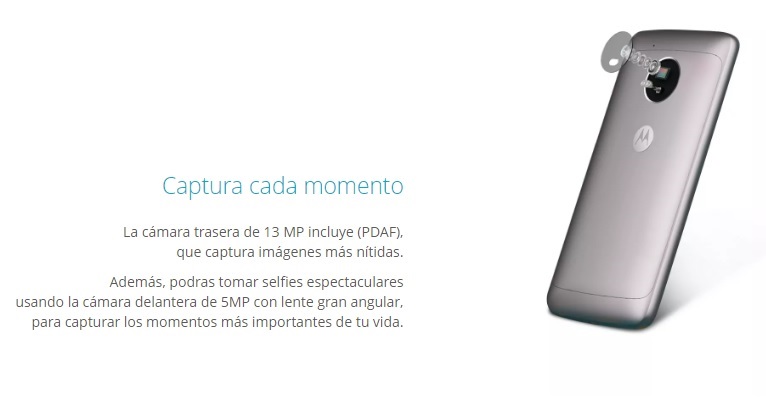 Captura cada momento
La cámara trasera de 13 MP incluye (PDAF),
que captura imágenes más nítidas.
Además, podras tomar selfies espectaculares
usando la cámara delantera de 5MP con lente gran angular,
para capturar los momentos más importantes de tu vida.